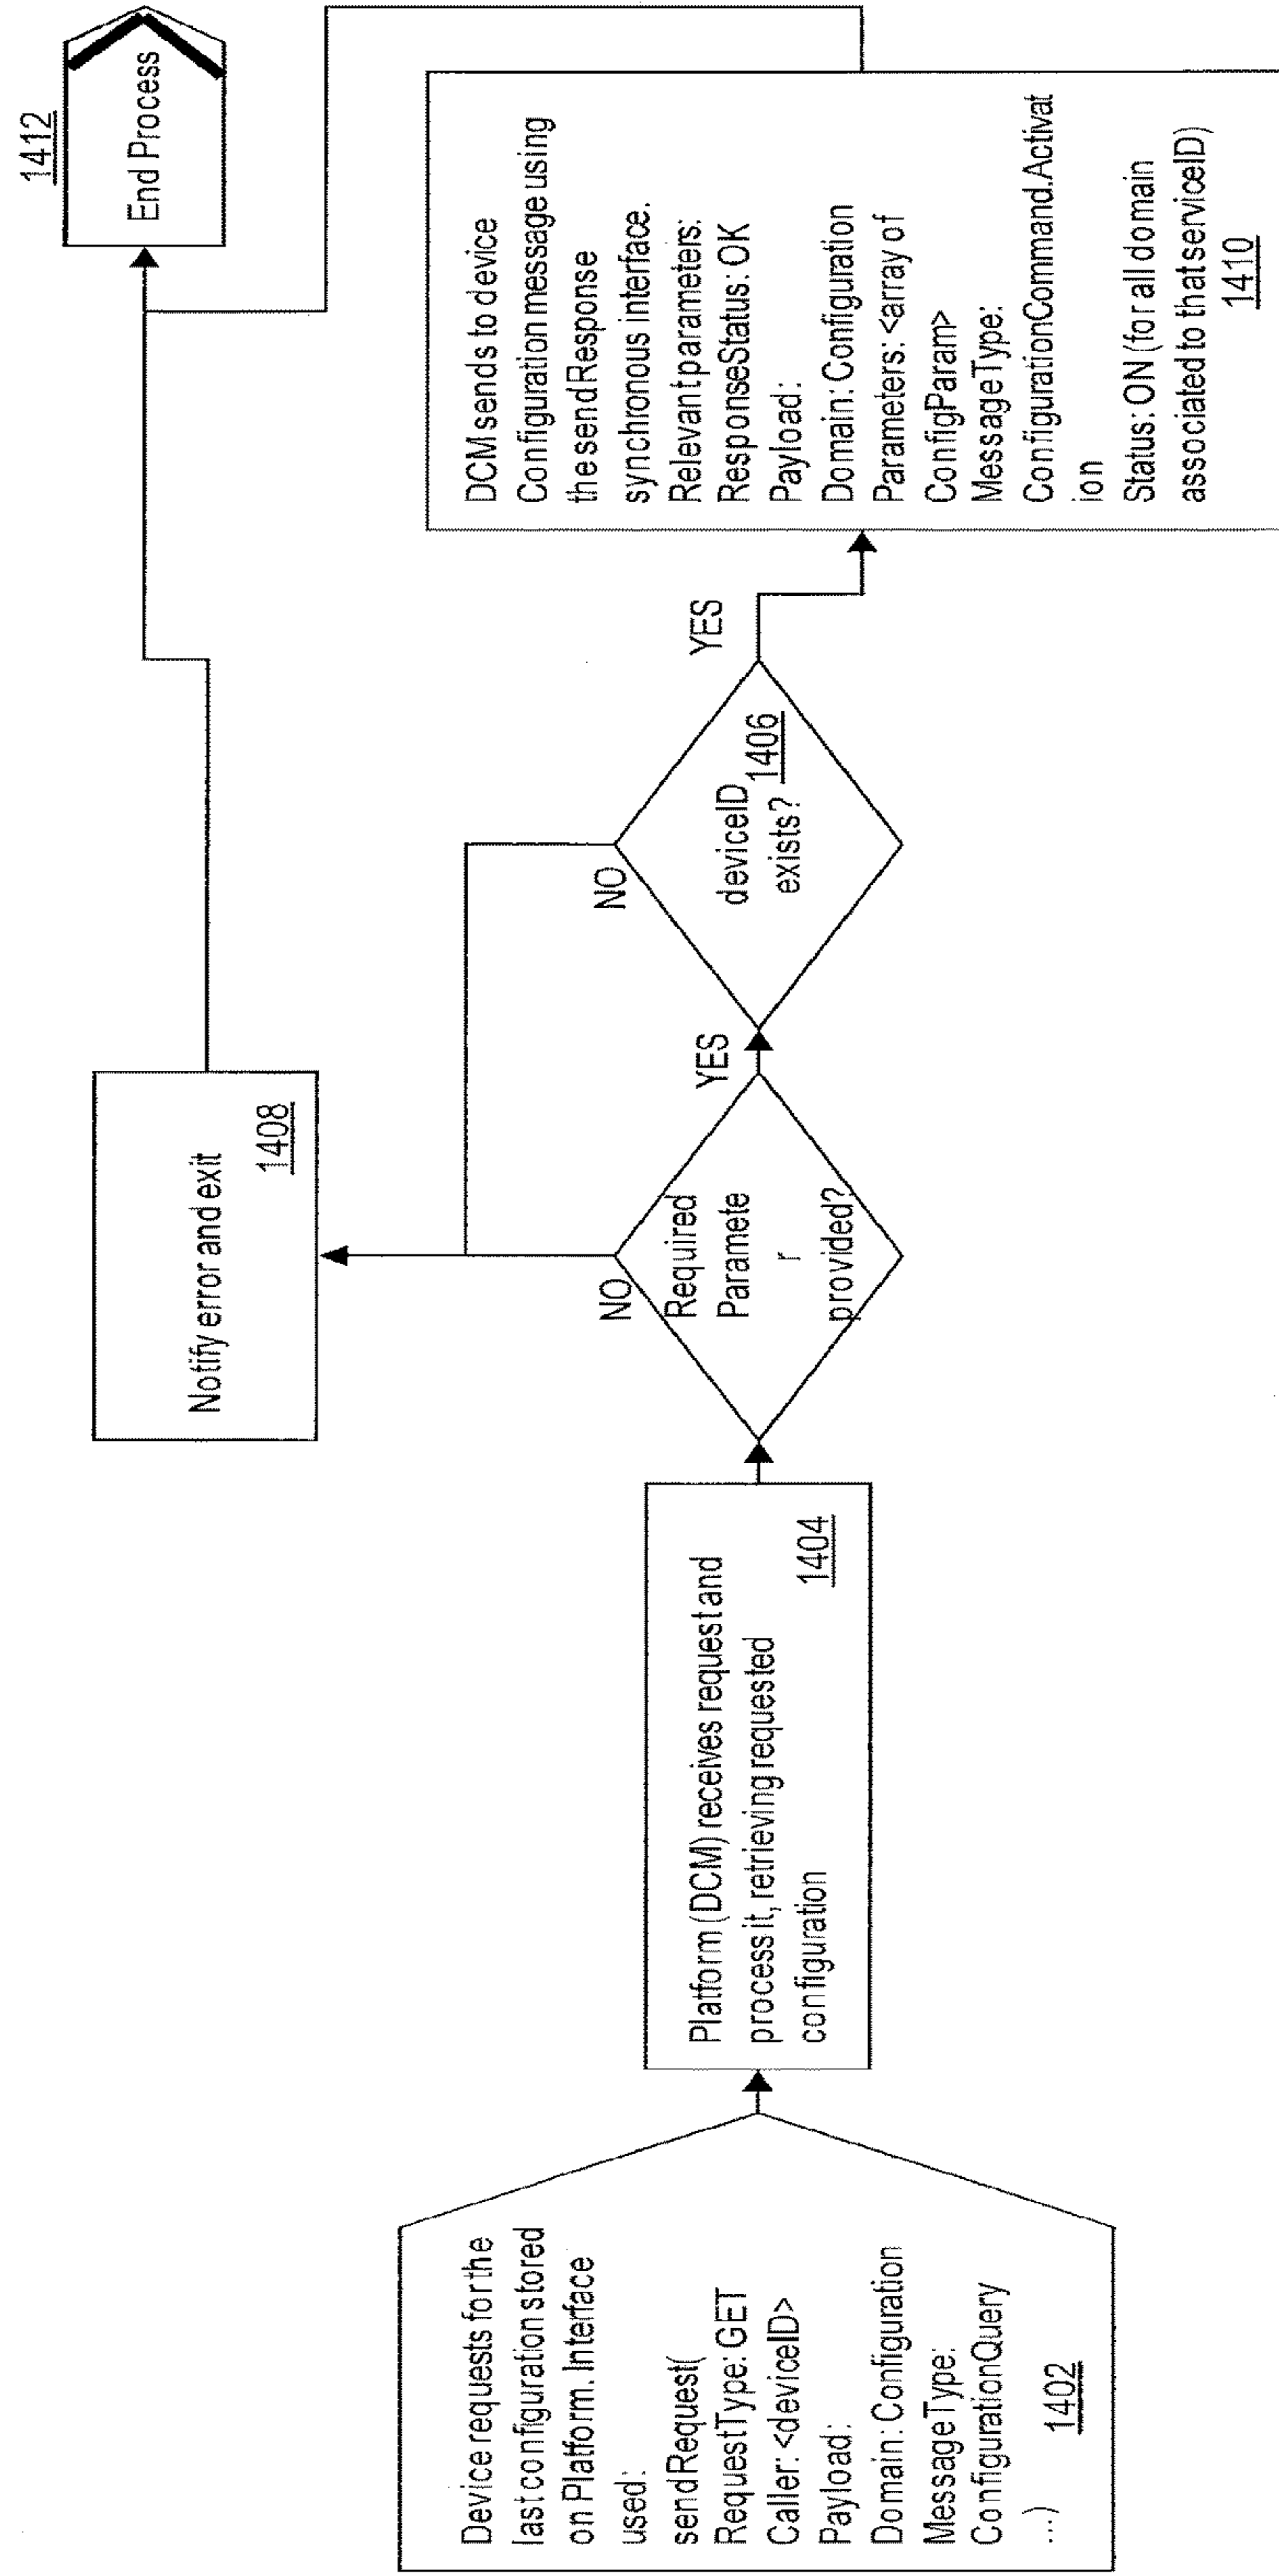 Device requests for the
last configuration stored
on Platform. Interface
used:
sendRequest(
RequestType: GET
Caller: <deviceID>
Payload:
Domain: Configuration
MessageType:
ConfigurationQuery
...)
1402
Platform (DCM) receives request and
process it, retrieving requested
configuration
1404
Required
Paramete
r
provided?
NO
YES
Notify error and exit
1408
deviceID
exists?
1406
NO
YES
DCM sends to device
Configuration message using
the sendResponse
synchronous interface.
Relevant parameters:
ResponseStatus: OK
Payload:
Domain: Configuration
Parameters: <array of
ConfigParam>
MessageType:
ConfigurationCommand.Activat
ion
Status: ON (for all domain
associated to that serviceID)
1410
End Process
1412